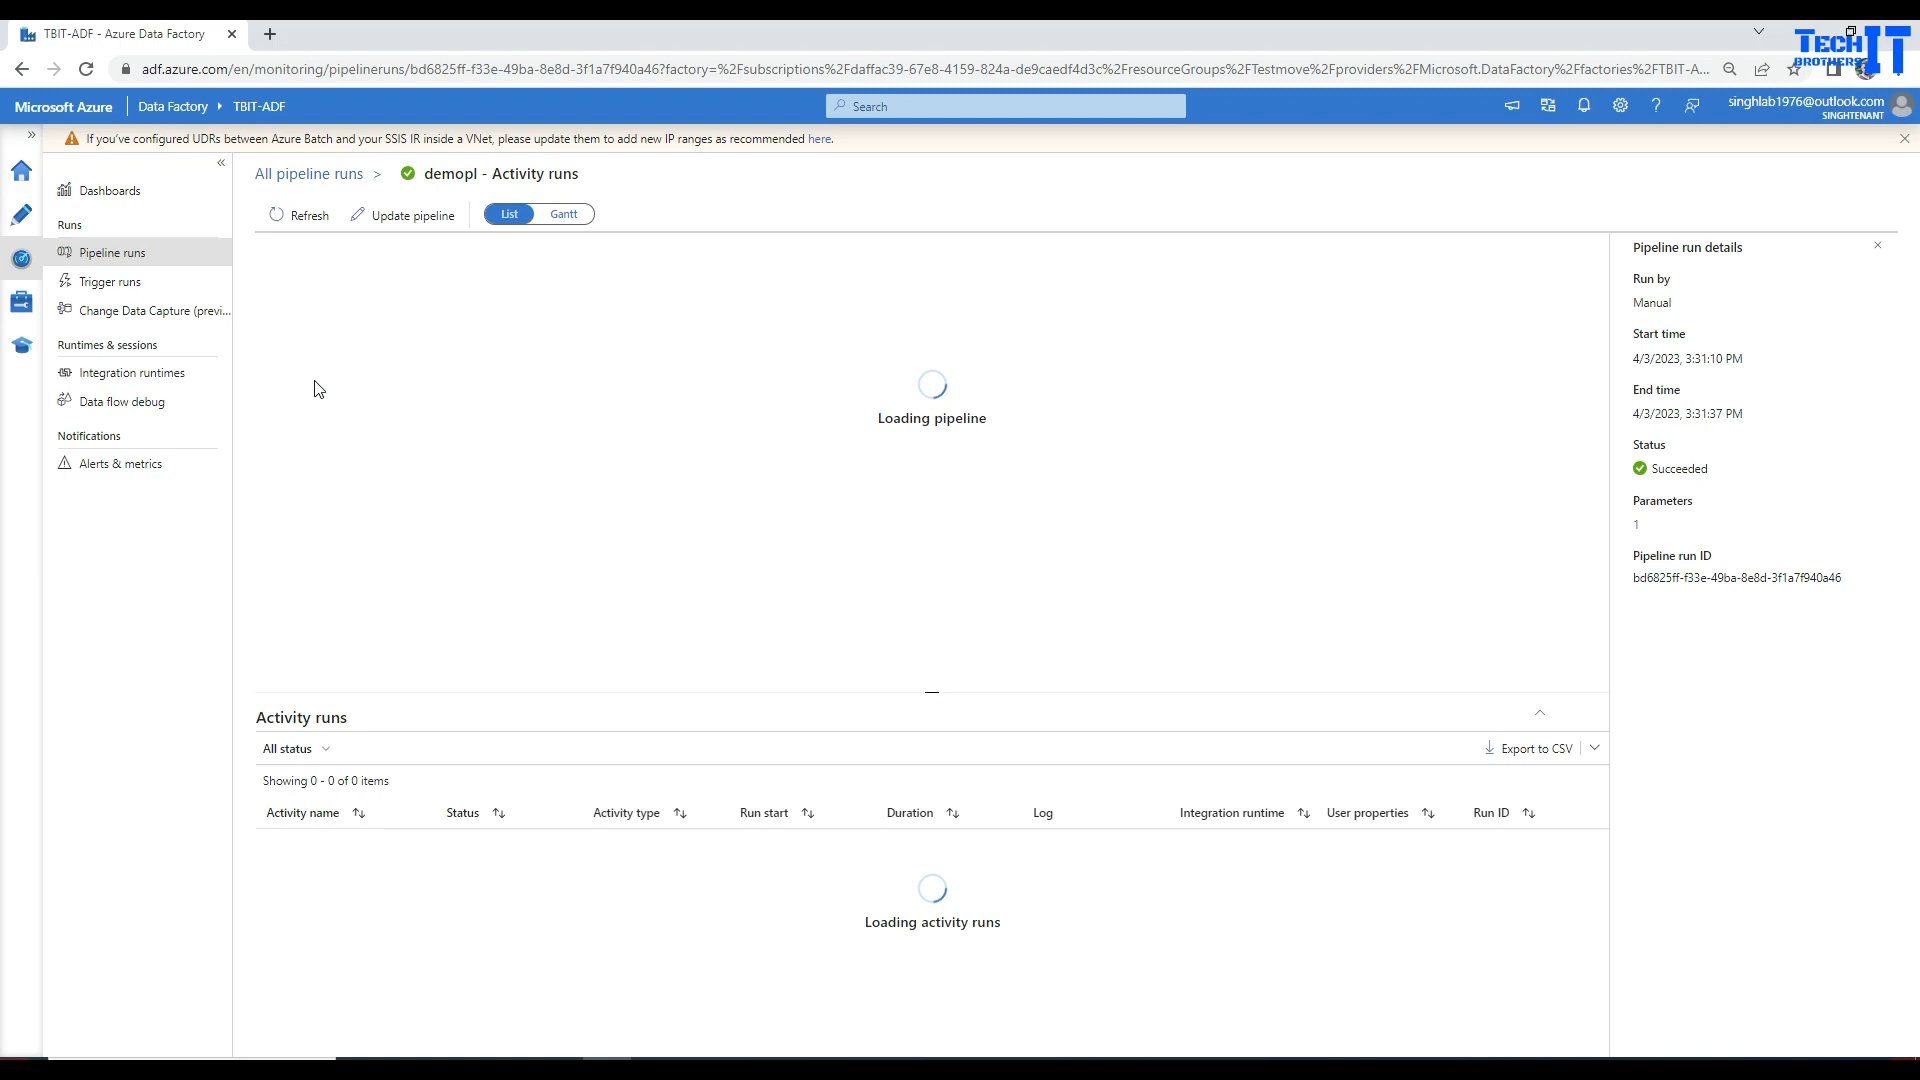 TBIT-ADF - Azure Data Factory
TECH IT
BROTHERS
adf.azure.com/en/monitoring/pipelineruns/bd6825ff-f33e-49ba-8e8d-3f1a7f940a46?factory=%2Fsubscriptions%2Fdaffac39-67e8-4159-824a-de9caedf4d3c%2FresourceGroups%2FTestmove%2Fproviders%2FMicrosoft.DataFactory%2Ffactories%2FTBIT-A...
Microsoft Azure
Data Factory
TBIT-ADF
Search
singhlab1976@outlook.com
SINGHTENANT
If you've configured UDRs between Azure Batch and your SSIS IR inside a VNet, please update them to add new IP ranges as recommended here.
Dashboards
Runs
Pipeline runs
Trigger runs
Change Data Capture (previ...
Runtimes & sessions
Integration runtimes
Data flow debug
Notifications
Alerts & metrics
All pipeline runs > demopl - Activity runs
Refresh
Update pipeline
List
Gantt
Loading pipeline
Pipeline run details
Run by
Manual
Start time
4/3/2023, 3:31:10 PM
End time
4/3/2023, 3:31:37 PM
Status
Succeeded
Parameters
1
Pipeline run ID
bd6825ff-f33e-49ba-8e8d-3f1a7f940a46
Activity runs
All status
Export to CSV
Showing 0 - 0 of 0 items
Activity name Status Activity type Run start Duration Log Integration runtime User properties Run ID
Loading activity runs